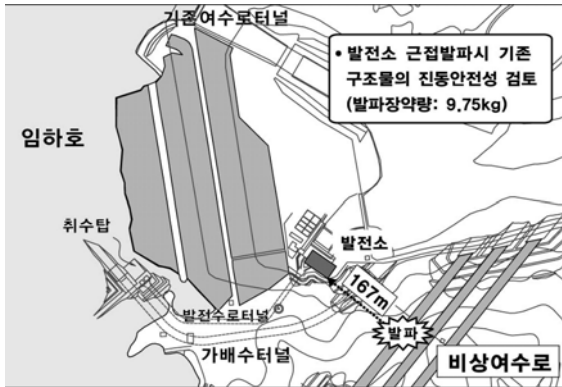 기존여수로터널
• 발전소 근접발파시 기존
구조물의 진동안전성 검토
(발파장약량: 9.75kg)
임하호
취수탑
발전소
167m
발전수로터널
발파
가배수터널
비상여수로